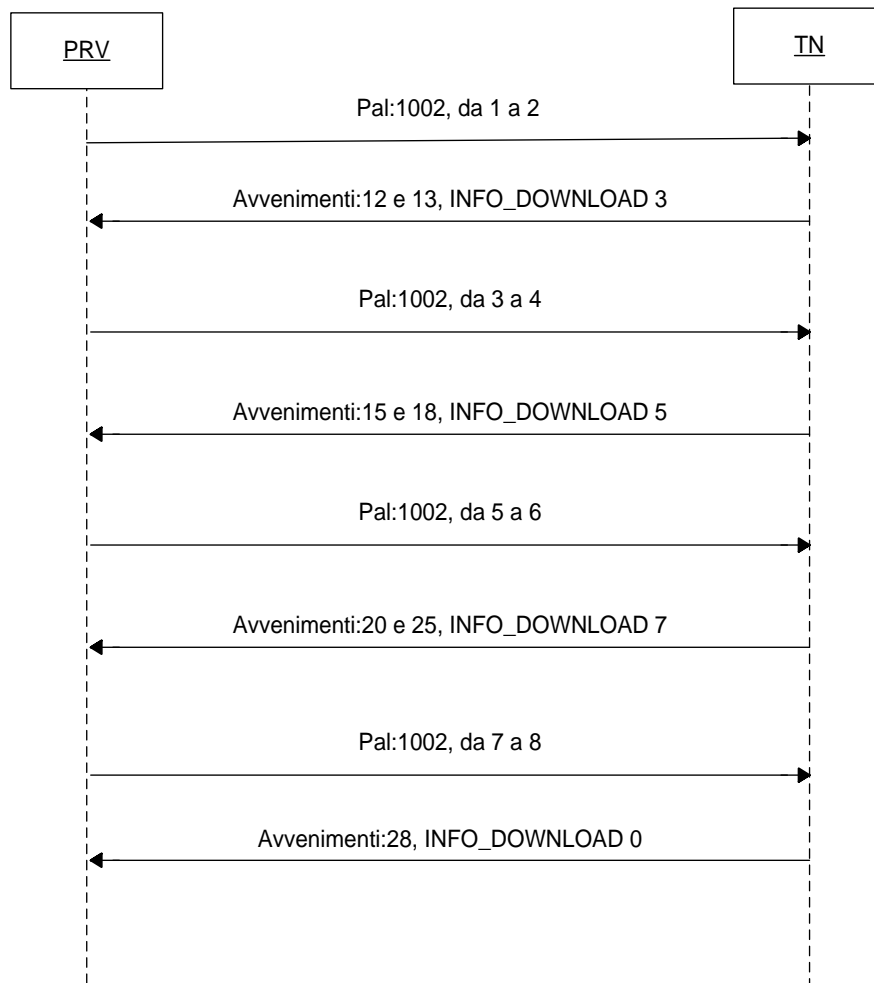 PRV
TN
Pal:1002, da 1 a 2
Avvenimenti:12 e 13, INFO_DOWNLOAD 3
Pal:1002, da 3 a 4
Avvenimenti:15 e 18, INFO_DOWNLOAD 5
Pal:1002, da 5 a 6
Avvenimenti:20 e 25, INFO_DOWNLOAD 7
Pal:1002, da 7 a 8
Avvenimenti:28, INFO_DOWNLOAD 0